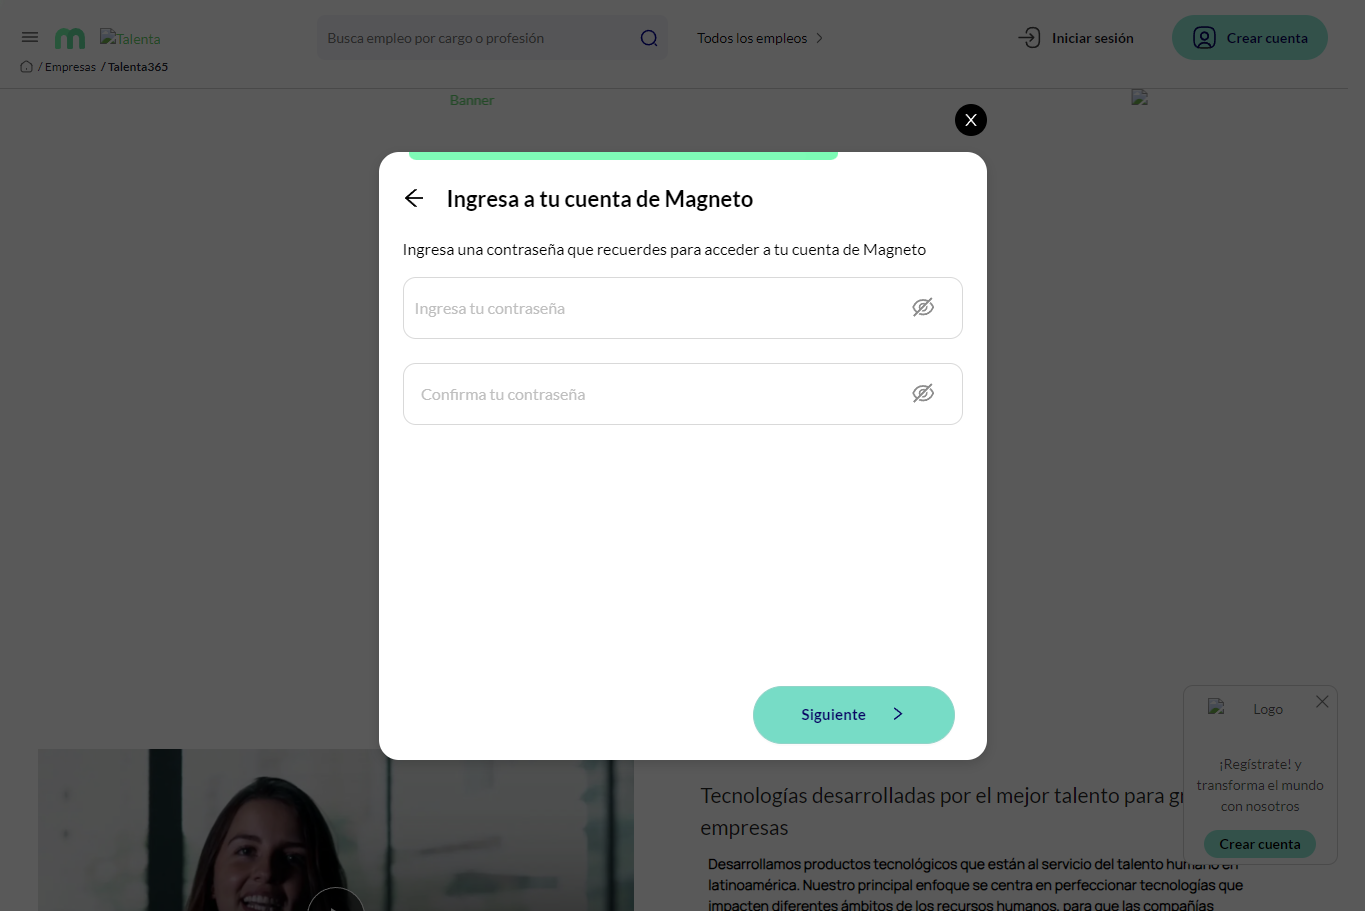 Talenta
Busca empleo por cargo o profesión
Todos los empleos
Iniciar sesión
Crear cuenta
/ Empresas / Talenta365
Banner
X
Ingresa a tu cuenta de Magneto
Ingresa una contraseña que recuerdes para acceder a tu cuenta de Magneto
Ingresa tu contraseña
Confirma tu contraseña
Siguiente
Logo
¡Regístrate! y
transforma el mundo
con nosotros
Crear cuenta
Tecnologías desarrolladas por el mejor talento para
empresas
Desarrollamos productos tecnológicos que están al servicio del talento humano en
latinoamérica. Nuestro principal enfoque se centra en perfeccionar tecnologías que
impacten diferentes ámbitos de los recursos humanos, para que las compañías